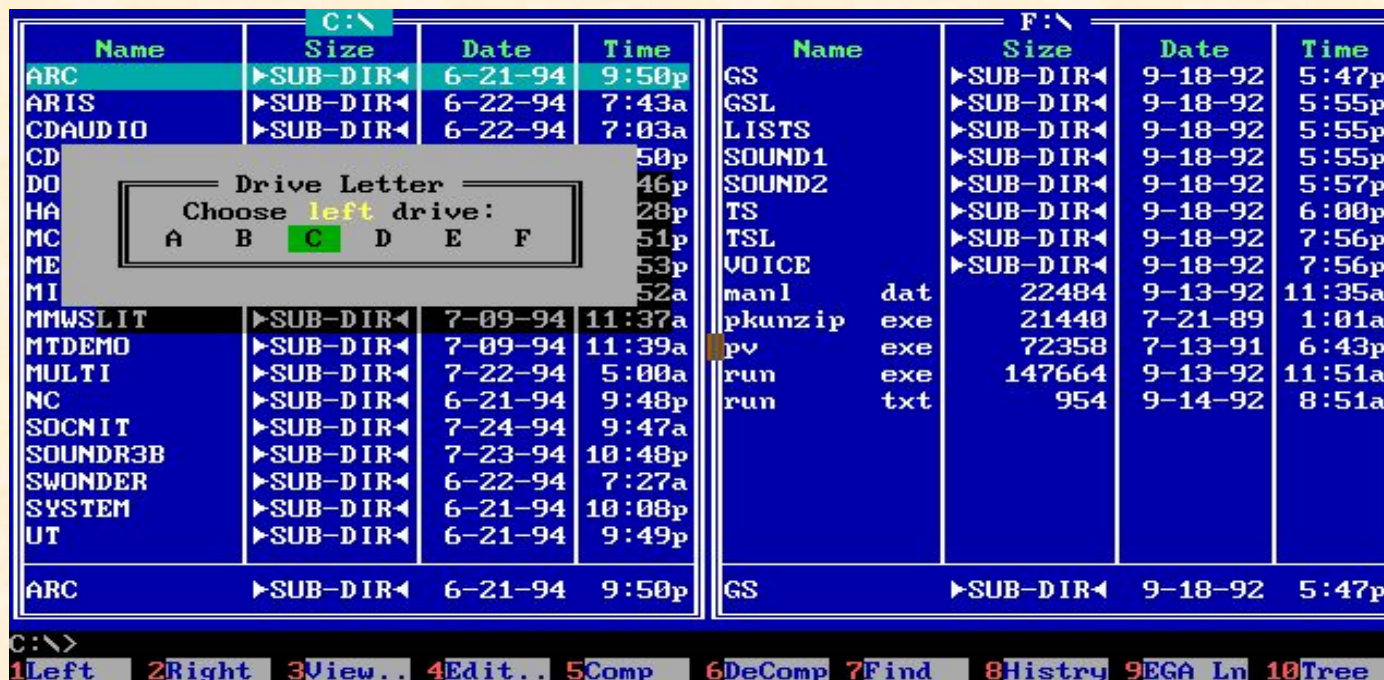 C:\ F:\
Name Size Date Time Name Size Date Time
ARC ►SUB-DIR◄ 6-21-94 9:50p GS ►SUB-DIR◄ 9-18-92 5:47p
ARIS ►SUB-DIR◄ 6-22-94 7:43a GSL ►SUB-DIR◄ 9-18-92 5:55p
CDAUDIO ►SUB-DIR◄ 6-22-94 7:03a LISTS ►SUB-DIR◄ 9-18-92 5:55p
CD 50p SOUND1 ►SUB-DIR◄ 9-18-92 5:55p
DO Drive Letter 46p SOUND2 ►SUB-DIR◄ 9-18-92 5:57p
HA Choose left drive: 28p TS ►SUB-DIR◄ 9-18-92 6:00p
MC A B C D E F 51p TSL ►SUB-DIR◄ 9-18-92 7:56p
ME 53p VOICE ►SUB-DIR◄ 9-18-92 7:56p
MI 52a manl dat 22484 9-13-92 11:35a
MMWSLIT ►SUB-DIR◄ 7-09-94 11:37a pkunzip exe 21440 7-21-89 1:01a
MTDEMO ►SUB-DIR◄ 7-09-94 11:39a pv exe 72358 7-13-91 6:43p
MULTI ►SUB-DIR◄ 7-22-94 5:00a run exe 147664 9-13-92 11:51a
NC ►SUB-DIR◄ 6-21-94 9:48p run txt 954 9-14-92 8:51a
SOCNIT ►SUB-DIR◄ 7-24-94 9:47a
SOUNDR3B ►SUB-DIR◄ 7-23-94 10:48p
SWONDER ►SUB-DIR◄ 6-22-94 7:27a
SYSTEM ►SUB-DIR◄ 6-21-94 10:08p
UT ►SUB-DIR◄ 6-21-94 9:49p
ARC ►SUB-DIR◄ 6-21-94 9:50p GS ►SUB-DIR◄ 9-18-92 5:47p
C:\>
1Left 2Right 3View.. 4Edit.. 5Comp 6DeComp 7Find 8Histry 9EGA Ln 10Tree